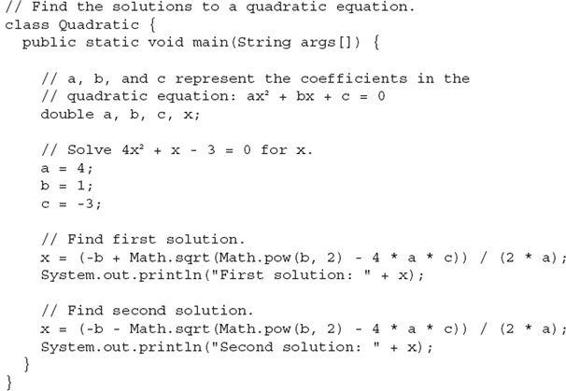 // Find the solutions to a quadratic equation.
class Quadratic {
  public static void main(String args[]) {

    // a, b, and c represent the coefficients in the
    // quadratic equation: ax² + bx + c = 0
    double a, b, c, x;

    // Solve 4x² + x - 3 = 0 for x.
    a = 4;
    b = 1;
    c = -3;

    // Find first solution.
    x = (-b + Math.sqrt(Math.pow(b, 2) - 4 * a * c)) / (2 * a);
    System.out.println("First solution: " + x);

    // Find second solution.
    x = (-b - Math.sqrt(Math.pow(b, 2) - 4 * a * c)) / (2 * a);
    System.out.println("Second solution: " + x);
  }
}